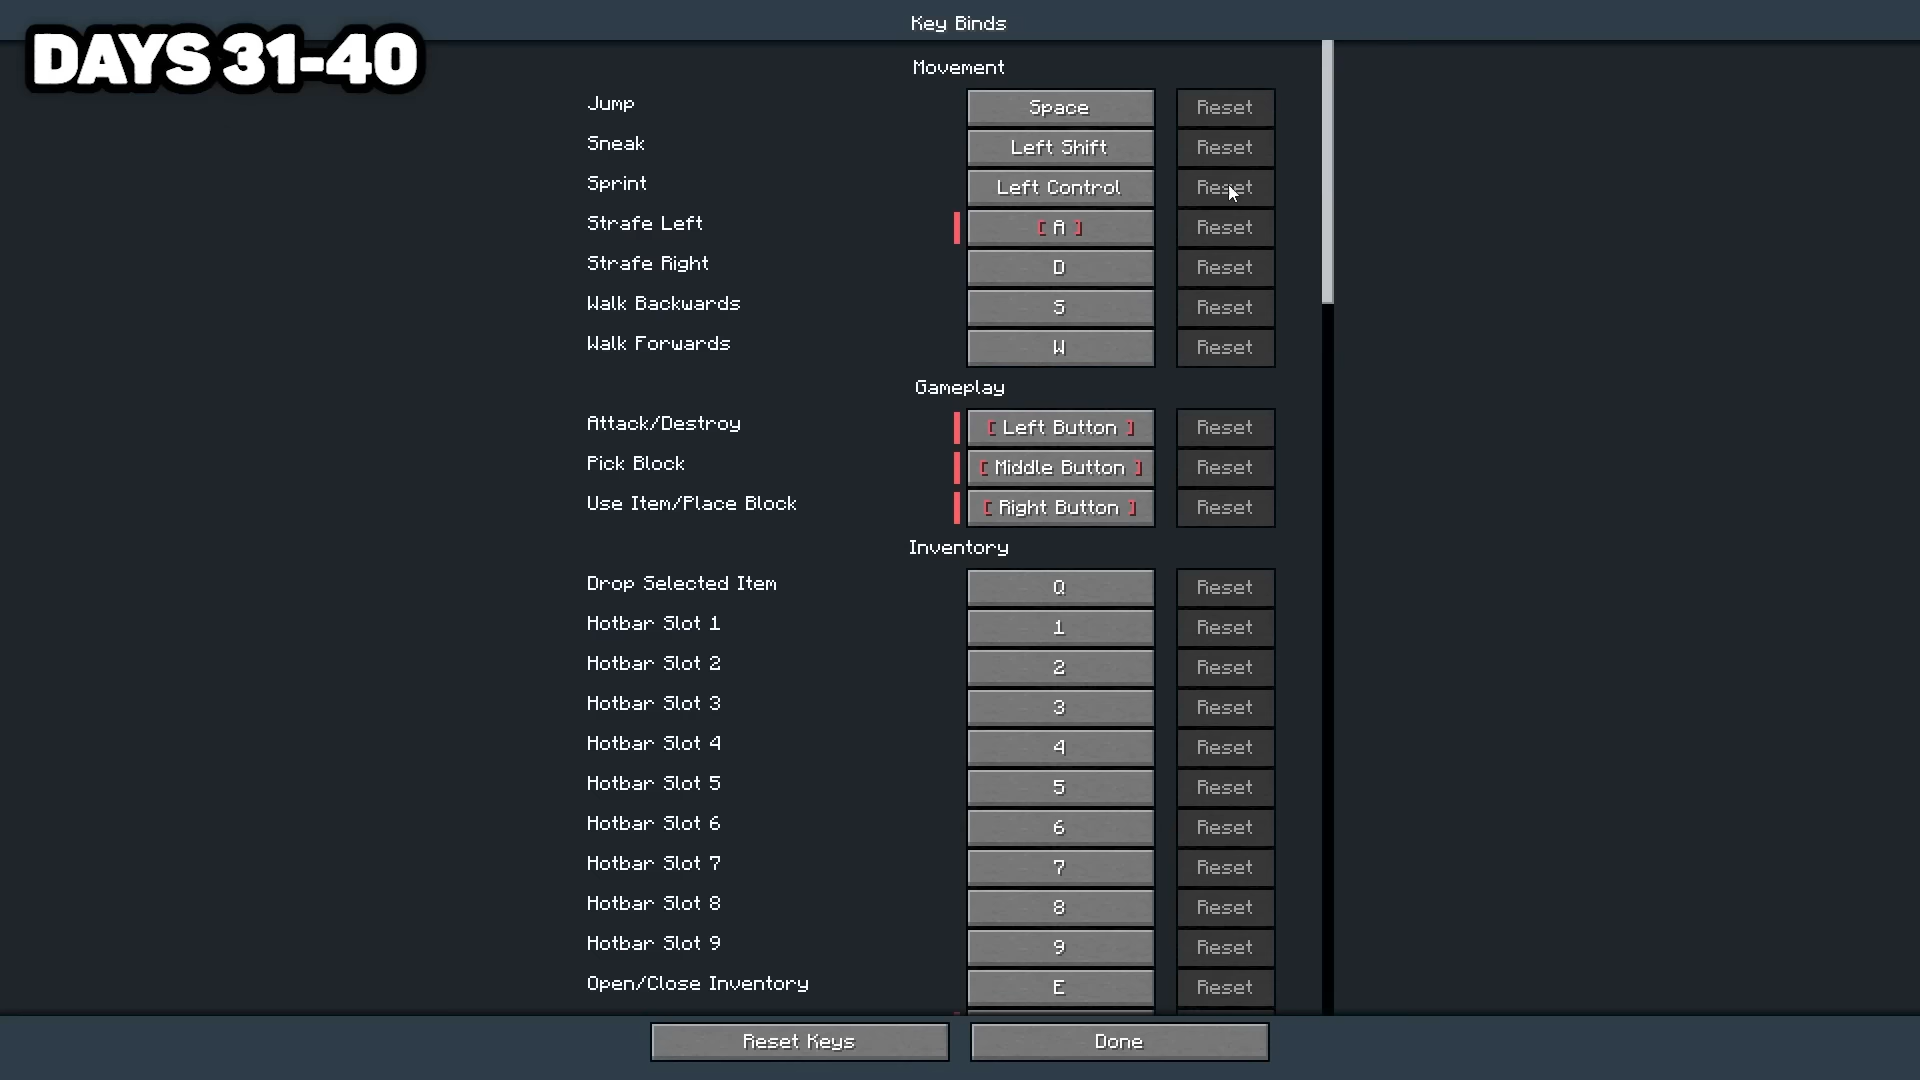 Key Binds
DAYS 31-40
Movement
Jump Space Reset
Sneak Left Shift Reset
Sprint Left Control Reset
Strafe Left [ A ] Reset
Strafe Right D Reset
Walk Backwards S Reset
Walk Forwards W Reset
Gameplay
Attack/Destroy [ Left Button ] Reset
Pick Block [ Middle Button ] Reset
Use Item/Place Block [ Right Button ] Reset
Inventory
Drop Selected Item Q Reset
Hotbar Slot 1 1 Reset
Hotbar Slot 2 2 Reset
Hotbar Slot 3 3 Reset
Hotbar Slot 4 4 Reset
Hotbar Slot 5 5 Reset
Hotbar Slot 6 6 Reset
Hotbar Slot 7 7 Reset
Hotbar Slot 8 8 Reset
Hotbar Slot 9 9 Reset
Open/Close Inventory E Reset
Reset Keys Done